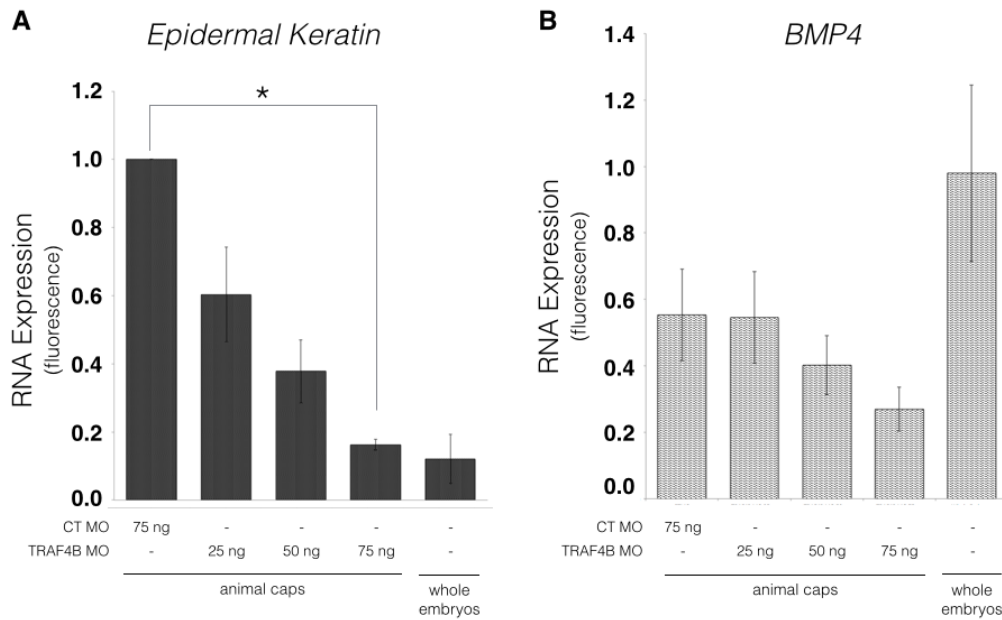 A
Epidermal Keratin
1.2
*
1.0
0.8
0.6
0.4
0.2
0.0
RNA Expression
(fluorescence)
CT MO 75 ng - - - -
TRAF4B MO - 25 ng 50 ng 75 ng -
animal caps
whole
embryos
B
BMP4
1.4
1.2
1.0
0.8
0.6
0.4
0.2
0.0
RNA Expression
(fluorescence)
CT MO 75 ng - - - -
TRAF4B MO - 25 ng 50 ng 75 ng -
animal caps
whole
embryos